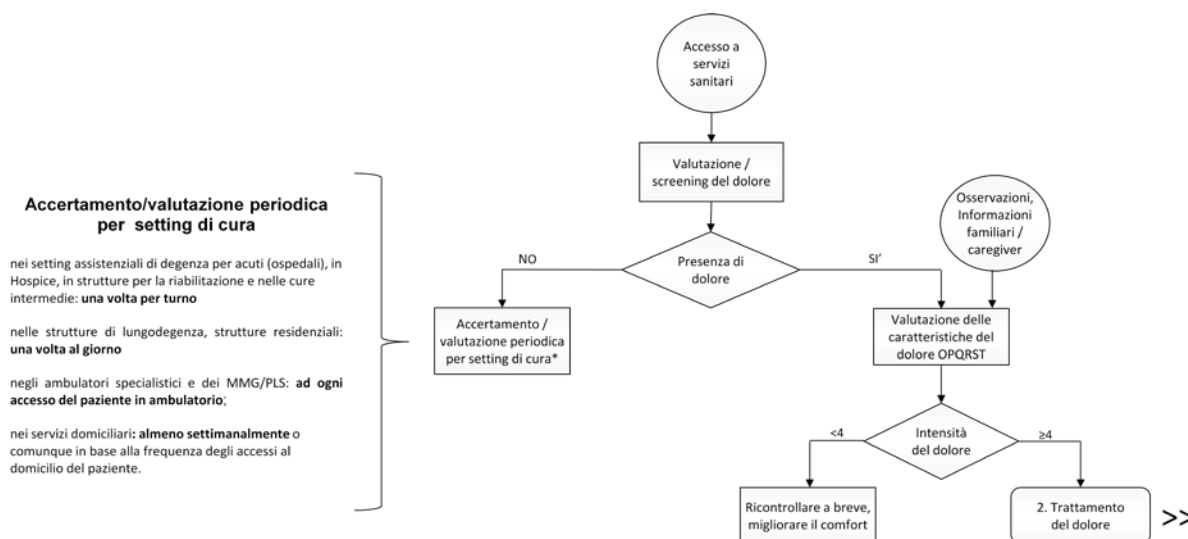 Accesso a
servizi
sanitari
Valutazione /
screening del dolore
Osservazioni,
Informazioni
familiari /
caregiver
Presenza di
dolore
NO
SI’
Accertamento /
valutazione periodica
per setting di cura*
Valutazione delle
caratteristiche del
dolore OPQRST
Intensità
del dolore
<4
≥4
Ricontrollare a breve,
migliorare il comfort
2. Trattamento
del dolore
>>
Accertamento/valutazione periodica
per setting di cura
nei setting assistenziali di degenza per acuti (ospedali), in
Hospice, in strutture per la riabilitazione e nelle cure
intermedie: una volta per turno
nelle strutture di lungodegenza, strutture residenziali:
una volta al giorno
negli ambulatori specialistici e dei MMG/PLS: ad ogni
accesso del paziente in ambulatorio;
nei servizi domiciliari: almeno settimanalmente o
comunque in base alla frequenza degli accessi al
domicilio del paziente.